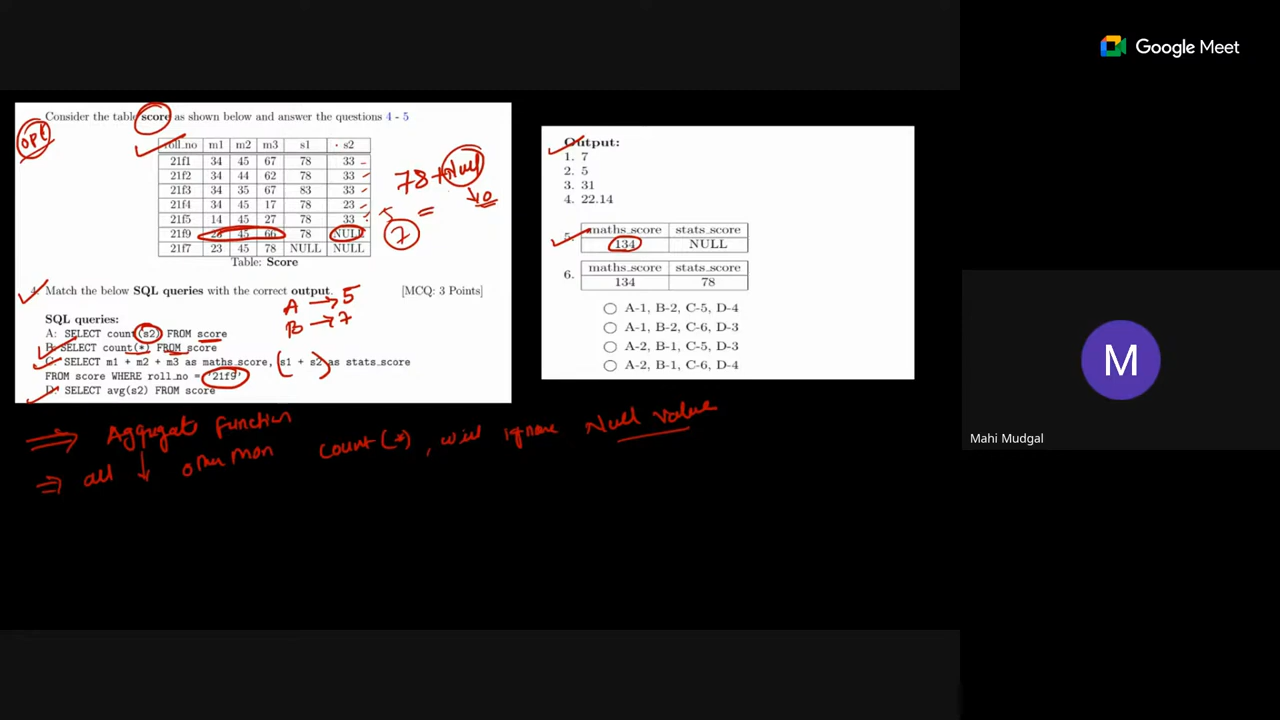 Google Meet
Consider the table score as shown below and answer the questions 4 - 5
opt
roll_no m1 m2 m3 s1 s2
21f1 34 45 67 78 33
21f2 34 44 62 78 33
21f3 34 35 67 83 33
21f4 34 45 17 78 23
21f5 14 45 27 78 33
21f9 23 45 66 78 NULL
21f7 23 45 78 NULL NULL
Table: Score
78 + Null
0
7 =
4. Match the below SQL queries with the correct output. [MCQ: 3 Points]
A → 5
B → 7
SQL queries:
A: SELECT count(s2) FROM score
B: SELECT count(*) FROM score
C: SELECT m1 + m2 + m3 as maths_score, (s1 + s2) as stats_score
FROM score WHERE roll_no = '21f9'
D: SELECT avg(s2) FROM score
Output:
1. 7
2. 5
3. 31
4. 22.14
5. maths_score stats_score
134 NULL
6. maths_score stats_score
134 78
A-1, B-2, C-5, D-4
A-1, B-2, C-6, D-3
A-2, B-1, C-5, D-3
A-2, B-1, C-6, D-4
⇒ Aggregate function
⇒ all count(*), will ignore Null value
M
Mahi Mudgal